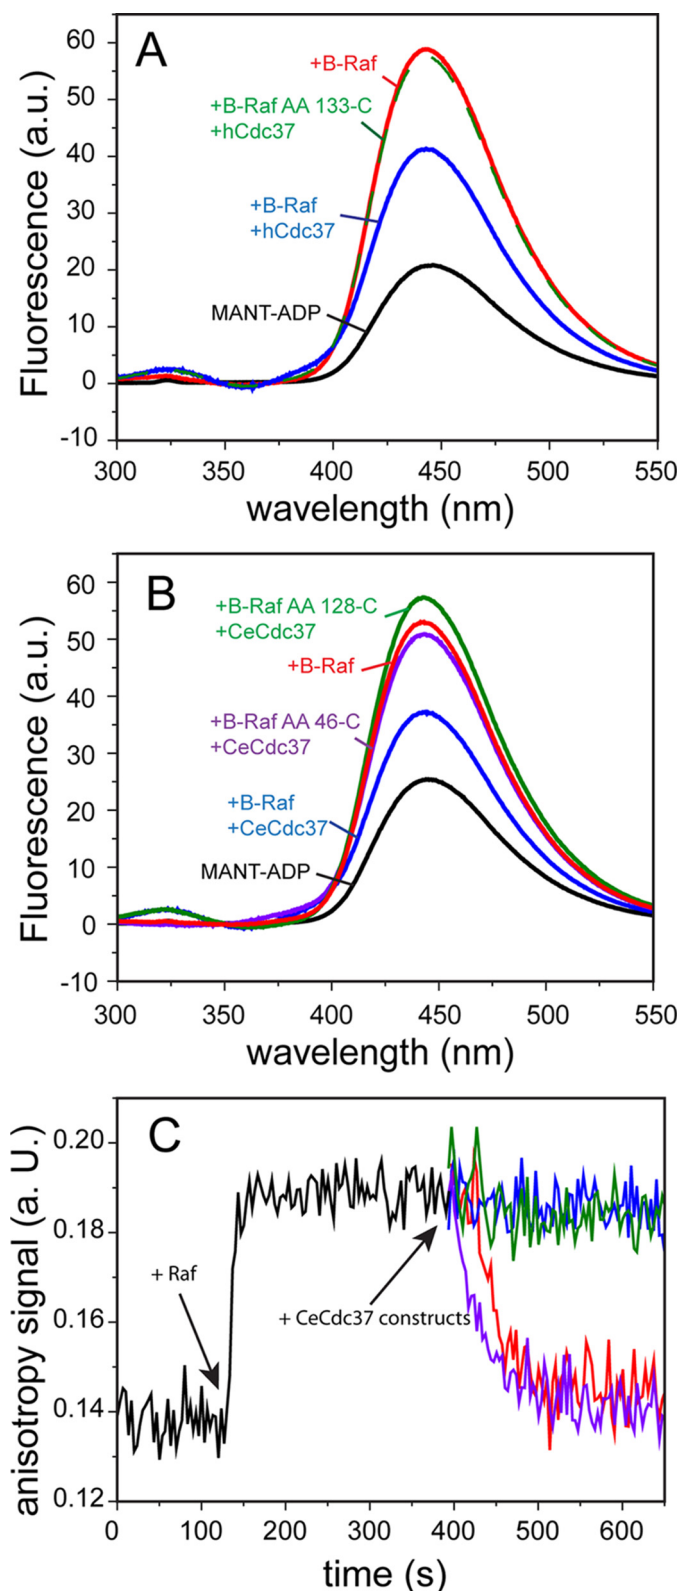 A
60
50
40
30
20
10
0
-10
Fluorescence (a.u.)
+B-Raf
+B-Raf AA 133-C
+hCdc37
+B-Raf
+hCdc37
MANT-ADP
300 350 400 450 500 550
wavelength (nm)
B
60
50
40
30
20
10
0
-10
Fluorescence (a.u.)
+B-Raf AA 128-C
+CeCdc37
+B-Raf
+B-Raf AA 46-C
+CeCdc37
+B-Raf
+CeCdc37
MANT-ADP
300 350 400 450 500 550
wavelength (nm)
C
0.20
0.18
0.16
0.14
0.12
anisotropy signal (a. U.)
+ Raf
+ CeCdc37 constructs
0 100 200 300 400 500 600
time (s)